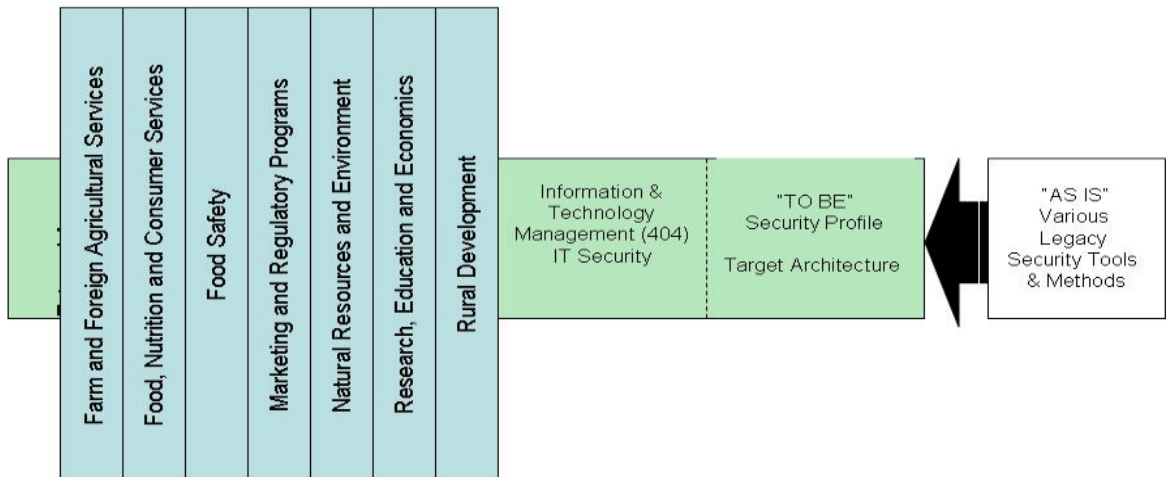 Farm and Foreign Agricultural Services
Food, Nutrition and Consumer Services
Food Safety
Marketing and Regulatory Programs
Natural Resources and Environment
Research, Education and Economics
Rural Development
Information &
Technology
Management (404)
IT Security
"TO BE"
Security Profile
Target Architecture
"AS IS"
Various
Legacy
Security Tools
& Methods